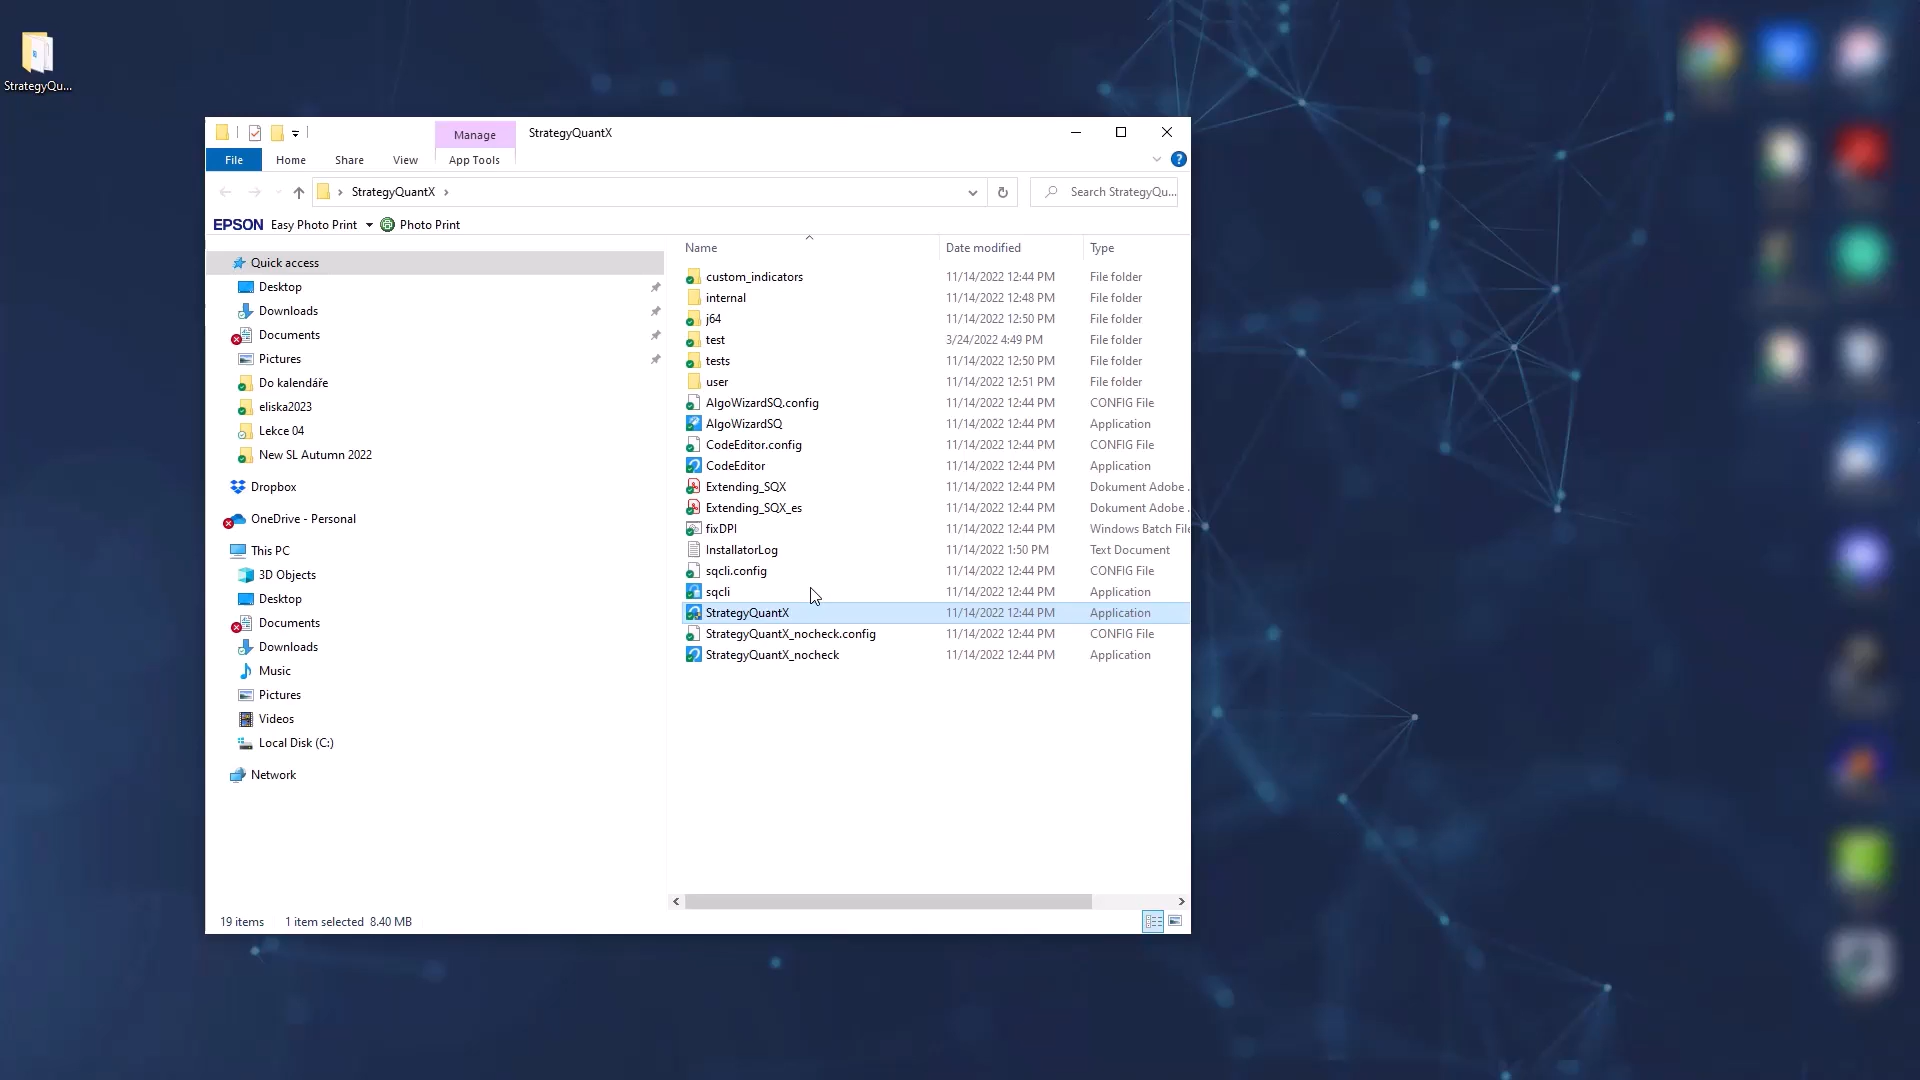 StrategyQu...
Manage
StrategyQuantX
File
Home
Share
View
App Tools
StrategyQuantX
Search StrategyQu...
EPSON Easy Photo Print
Photo Print
Quick access
Desktop
Downloads
Documents
Pictures
Do kalendáře
eliska2023
Lekce 04
New SL Autumn 2022
Dropbox
OneDrive - Personal
This PC
3D Objects
Desktop
Documents
Downloads
Music
Pictures
Videos
Local Disk (C:)
Network
Name Date modified Type
custom_indicators 11/14/2022 12:44 PM File folder
internal 11/14/2022 12:48 PM File folder
j64 11/14/2022 12:50 PM File folder
test 3/24/2022 4:49 PM File folder
tests 11/14/2022 12:50 PM File folder
user 11/14/2022 12:51 PM File folder
AlgoWizardSQ.config 11/14/2022 12:44 PM CONFIG File
AlgoWizardSQ 11/14/2022 12:44 PM Application
CodeEditor.config 11/14/2022 12:44 PM CONFIG File
CodeEditor 11/14/2022 12:44 PM Application
Extending_SQX 11/14/2022 12:44 PM Dokument Adobe .
Extending_SQX_es 11/14/2022 12:44 PM Dokument Adobe .
fixDPI 11/14/2022 12:44 PM Windows Batch File
InstallatorLog 11/14/2022 1:50 PM Text Document
sqcli.config 11/14/2022 12:44 PM CONFIG File
sqcli 11/14/2022 12:44 PM Application
StrategyQuantX 11/14/2022 12:44 PM Application
StrategyQuantX_nocheck.config 11/14/2022 12:44 PM CONFIG File
StrategyQuantX_nocheck 11/14/2022 12:44 PM Application
19 items 1 item selected 8.40 MB